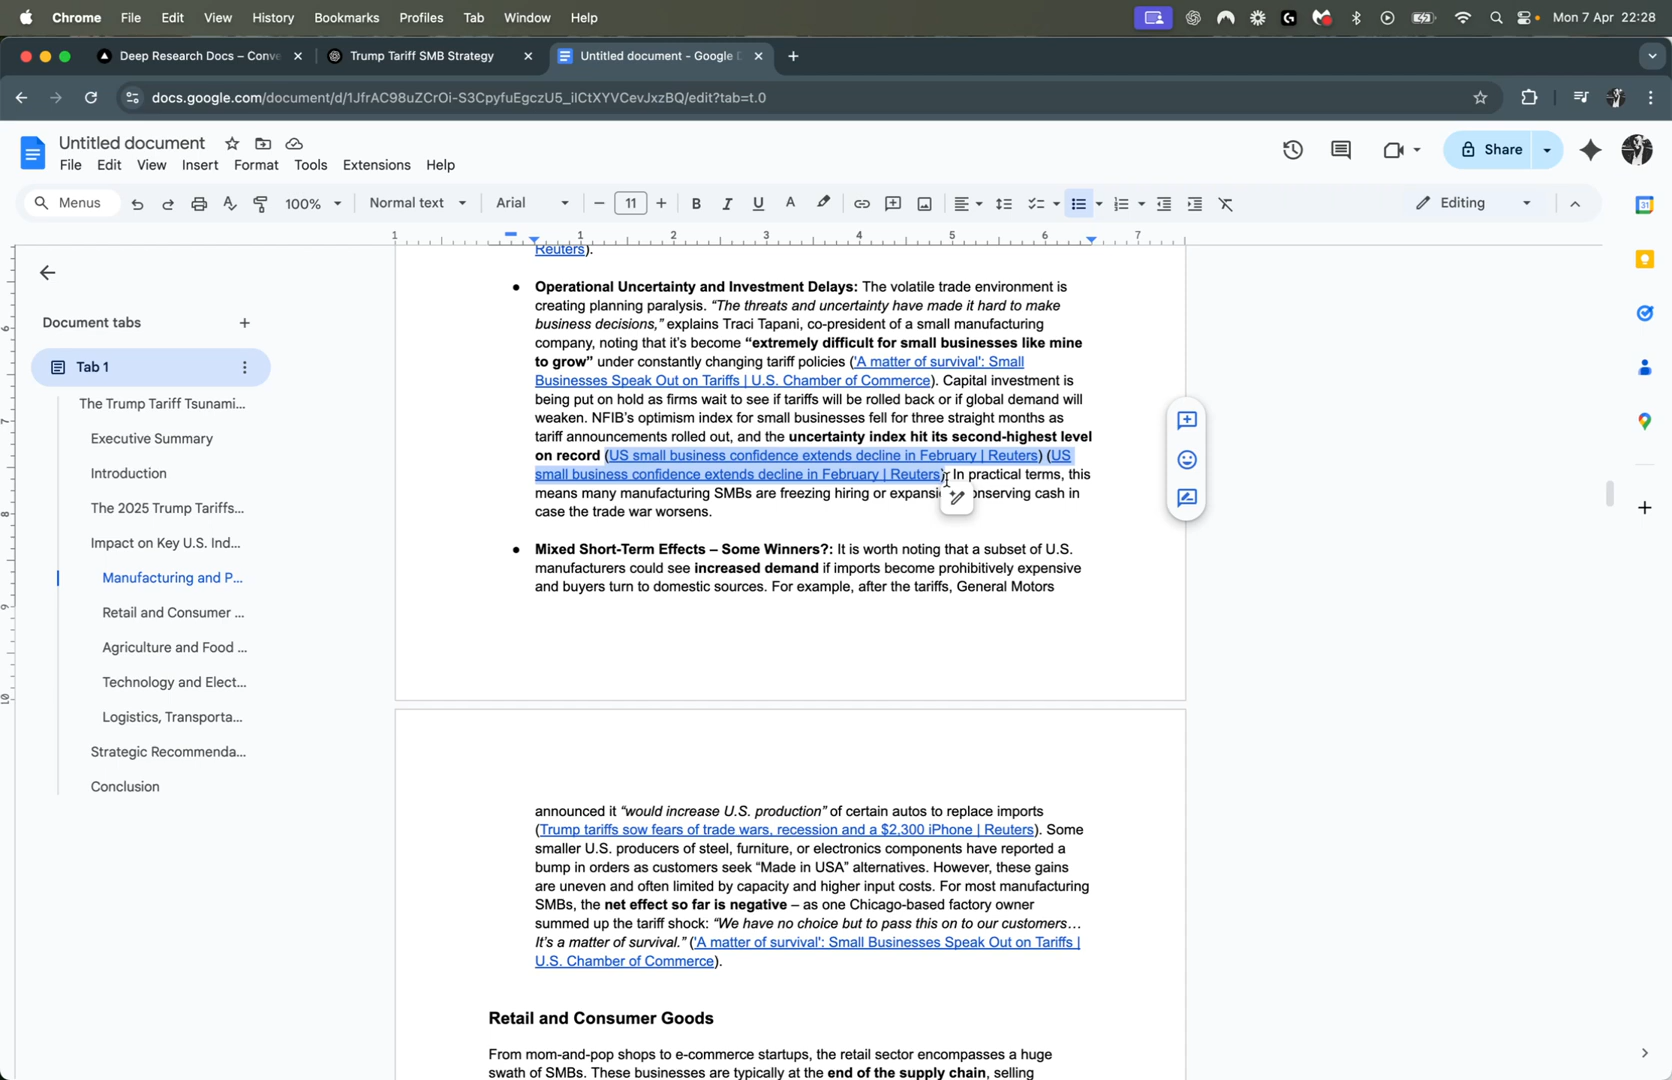 Chrome File Edit View History Bookmarks Profiles Tab Window Help Mon 7 Apr 22:28
Deep Research Docs – Conve Trump Tariff SMB Strategy Untitled document - Google D
docs.google.com/document/d/1JfrAC98uZCrOi-S3CpyfuEgczU5_ilCtXYVCevJxzBQ/edit?tab=t.0
Untitled document
File Edit View Insert Format Tools Extensions Help
Share
Menus 100% Normal text Arial 11 Editing
1 1 2 3 4 5 6 7
Document tabs
Tab 1
The Trump Tariff Tsunami...
Executive Summary
Introduction
The 2025 Trump Tariffs...
Impact on Key U.S. Ind...
Manufacturing and P...
Retail and Consumer ...
Agriculture and Food ...
Technology and Elect...
Logistics, Transporta...
Strategic Recommenda...
Conclusion
6
7
8
9
10
Reuters).
● Operational Uncertainty and Investment Delays: The volatile trade environment is
creating planning paralysis. “The threats and uncertainty have made it hard to make
business decisions,” explains Traci Tapani, co-president of a small manufacturing
company, noting that it’s become “extremely difficult for small businesses like mine
to grow” under constantly changing tariff policies ('A matter of survival': Small
Businesses Speak Out on Tariffs | U.S. Chamber of Commerce). Capital investment is
being put on hold as firms wait to see if tariffs will be rolled back or if global demand will
weaken. NFIB’s optimism index for small businesses fell for three straight months as
tariff announcements rolled out, and the uncertainty index hit its second-highest level
on record (US small business confidence extends decline in February | Reuters) (US
small business confidence extends decline in February | Reuters). In practical terms, this
means many manufacturing SMBs are freezing hiring or expansi onserving cash in
case the trade war worsens.
● Mixed Short-Term Effects – Some Winners?: It is worth noting that a subset of U.S.
manufacturers could see increased demand if imports become prohibitively expensive
and buyers turn to domestic sources. For example, after the tariffs, General Motors
announced it “would increase U.S. production” of certain autos to replace imports
(Trump tariffs sow fears of trade wars, recession and a $2,300 iPhone | Reuters). Some
smaller U.S. producers of steel, furniture, or electronics components have reported a
bump in orders as customers seek “Made in USA” alternatives. However, these gains
are uneven and often limited by capacity and higher input costs. For most manufacturing
SMBs, the net effect so far is negative – as one Chicago-based factory owner
summed up the tariff shock: “We have no choice but to pass this on to our customers…
It’s a matter of survival.” ('A matter of survival': Small Businesses Speak Out on Tariffs |
U.S. Chamber of Commerce).
Retail and Consumer Goods
From mom-and-pop shops to e-commerce startups, the retail sector encompasses a huge
swath of SMBs. These businesses are typically at the end of the supply chain, selling